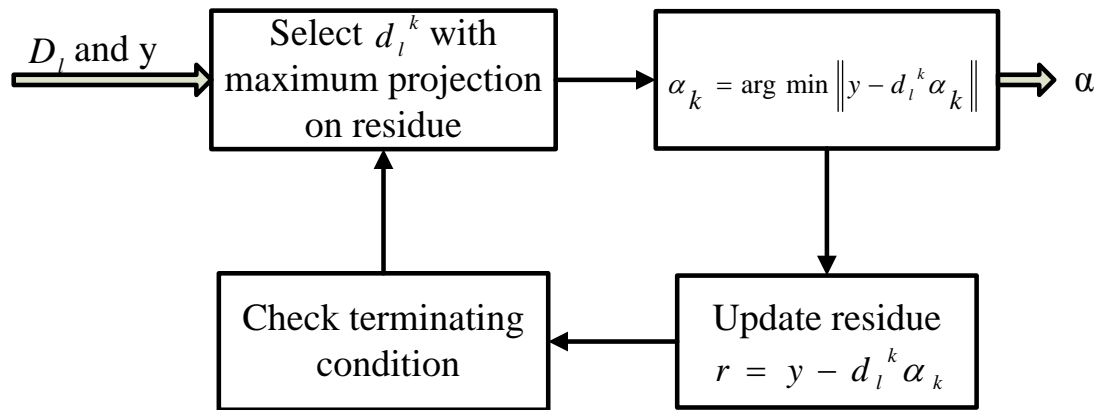 D_l and y
Select d_l^k with
maximum projection
on residue
α_k = arg min ‖y − d_l^k α_k‖
α
Check terminating
condition
Update residue
r = y − d_l^k α_k